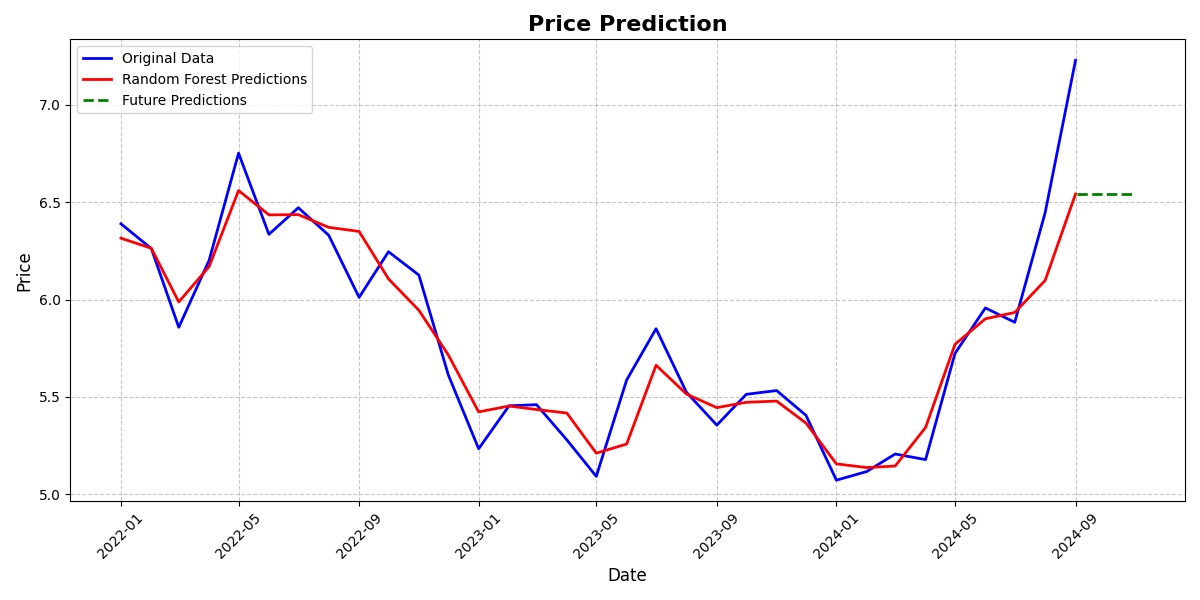 Price Prediction
Original Data
Random Forest Predictions
Future Predictions
Price
7.0
6.5
6.0
5.5
5.0
2022-01
2022-05
2022-09
2023-01
2023-05
2023-09
2024-01
2024-05
2024-09
Date